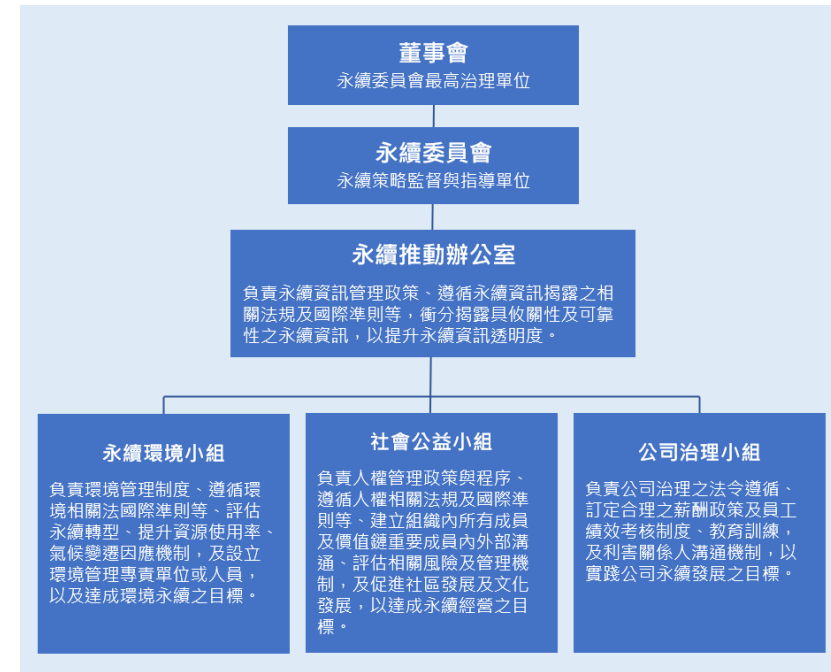 董事會
永續委員會最高治理單位
永續委員會
永續策略監督與指導單位
永續推動辦公室
負責永續資訊管理政策、遵循永續資訊揭露之相
關法規及國際準則等，衝分揭露具攸關性及可靠
性之永續資訊，以提升永續資訊透明度。
永續環境小組
負責環境管理制度、遵循環
境相關法國際準則等、評估
永續轉型、提升資源使用率、
氣候變遷因應機制，及設立
環境管理專責單位或人員，
以及達成環境永續之目標。
社會公益小組
負責人權管理政策與程序、
遵循人權相關法規及國際準
則等、建立組織內所有成員
及價值鏈重要成員內外部溝
通、評估相關風險及管理機
制，及促進社區發展及文化
發展，以達成永續經營之目
標。
公司治理小組
負責公司治理之法令遵循、
訂定合理之薪酬政策及員工
績效考核制度、教育訓練，
及利害關係人溝通機制，以
實踐公司永續發展之目標。